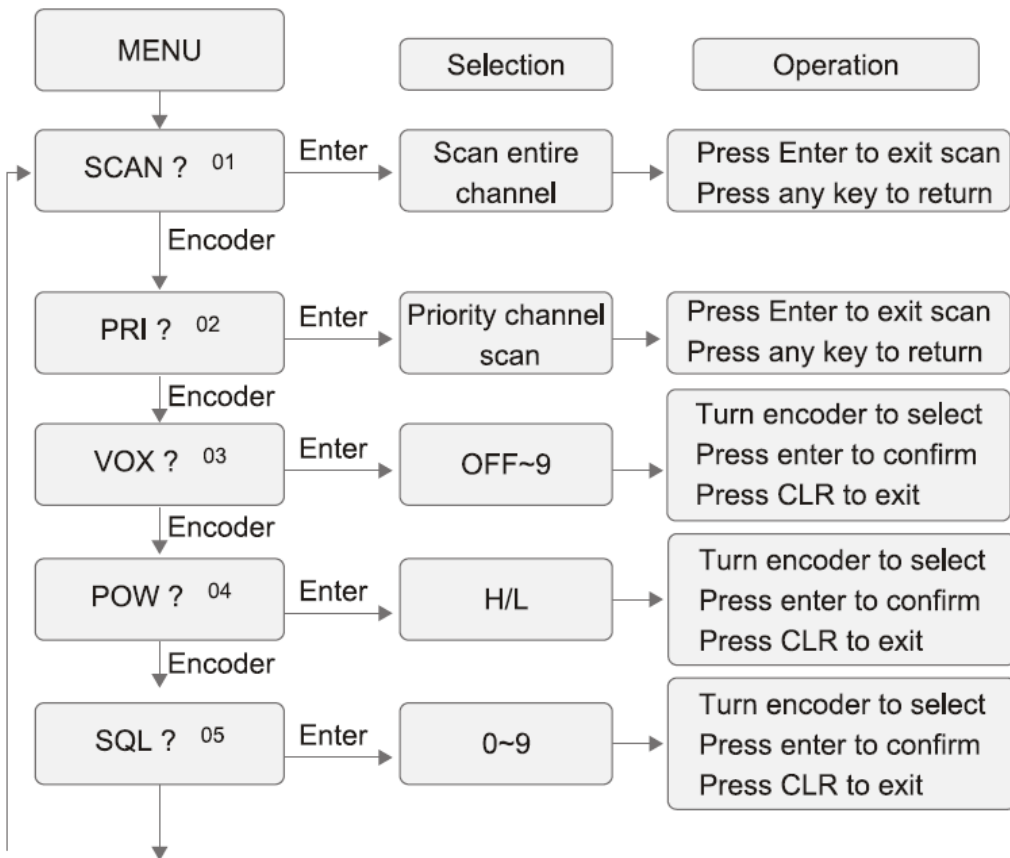 MENU
Selection
Operation
SCAN ? 01
Enter
Scan entire
channel
Press Enter to exit scan
Press any key to return
Encoder
PRI ? 02
Enter
Priority channel
scan
Press Enter to exit scan
Press any key to return
Encoder
VOX ? 03
Enter
OFF~9
Turn encoder to select
Press enter to confirm
Press CLR to exit
Encoder
POW ? 04
Enter
H/L
Turn encoder to select
Press enter to confirm
Press CLR to exit
Encoder
SQL ? 05
Enter
0~9
Turn encoder to select
Press enter to confirm
Press CLR to exit